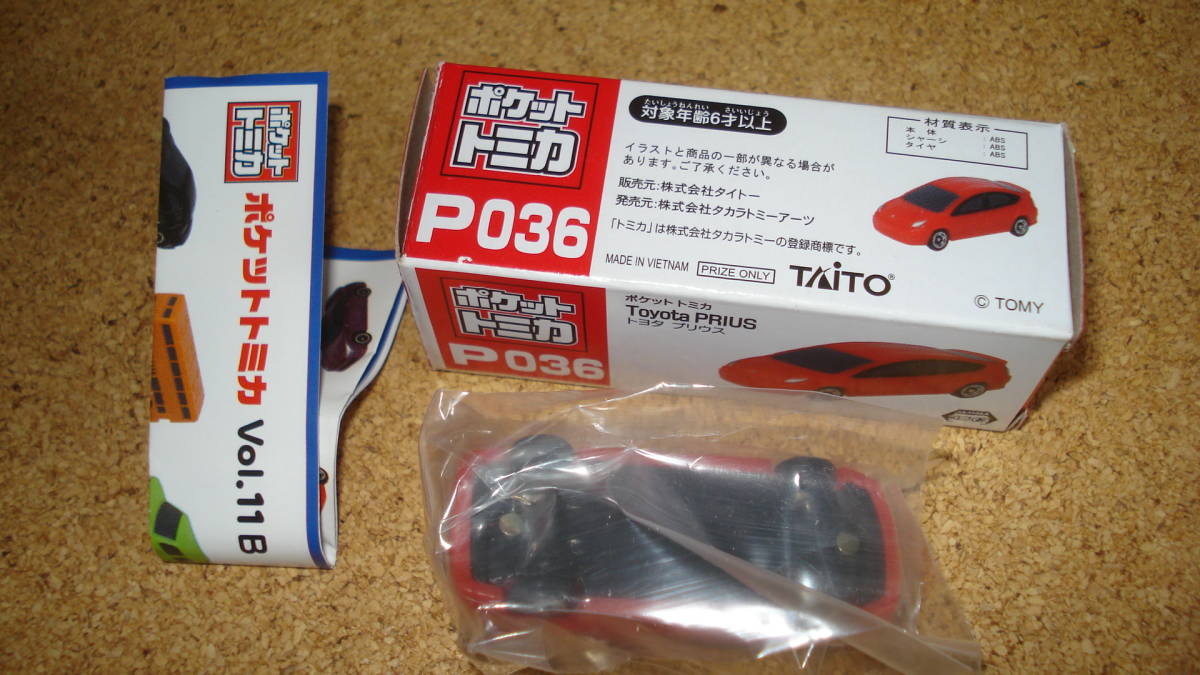 ポケット
トミカ
ポケットトミカ Vol.11 B
ポケット
トミカ
P036
たいしょうねんれい さいいじょう
対象年齢6才以上
材質表示
本体 : ABS
シャーシ : ABS
タイヤ : ABS
イラストと商品の一部が異なる場合が
あります。ご了承ください。
販売元:株式会社タイトー
発売元:株式会社タカラトミーアーツ
「トミカ」は株式会社タカラトミーの登録商標です。
MADE IN VIETNAM PRIZE ONLY TAITO®
© TOMY
ポケット
トミカ
P036
ポケットトミカ
Toyota PRIUS
トヨタ プリウス